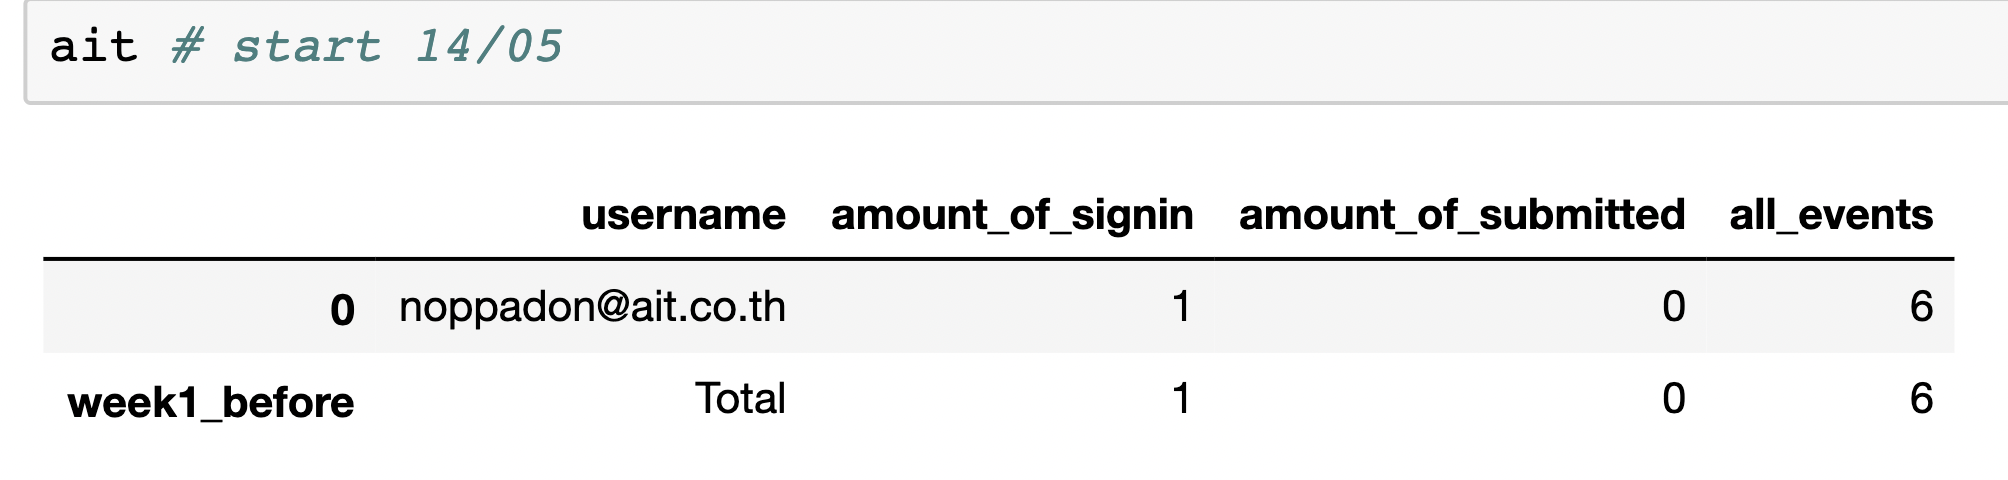 ait # start 14/05
username amount_of_signin amount_of_submitted all_events
0 noppadon@ait.co.th 1 0 6
week1_before Total 1 0 6